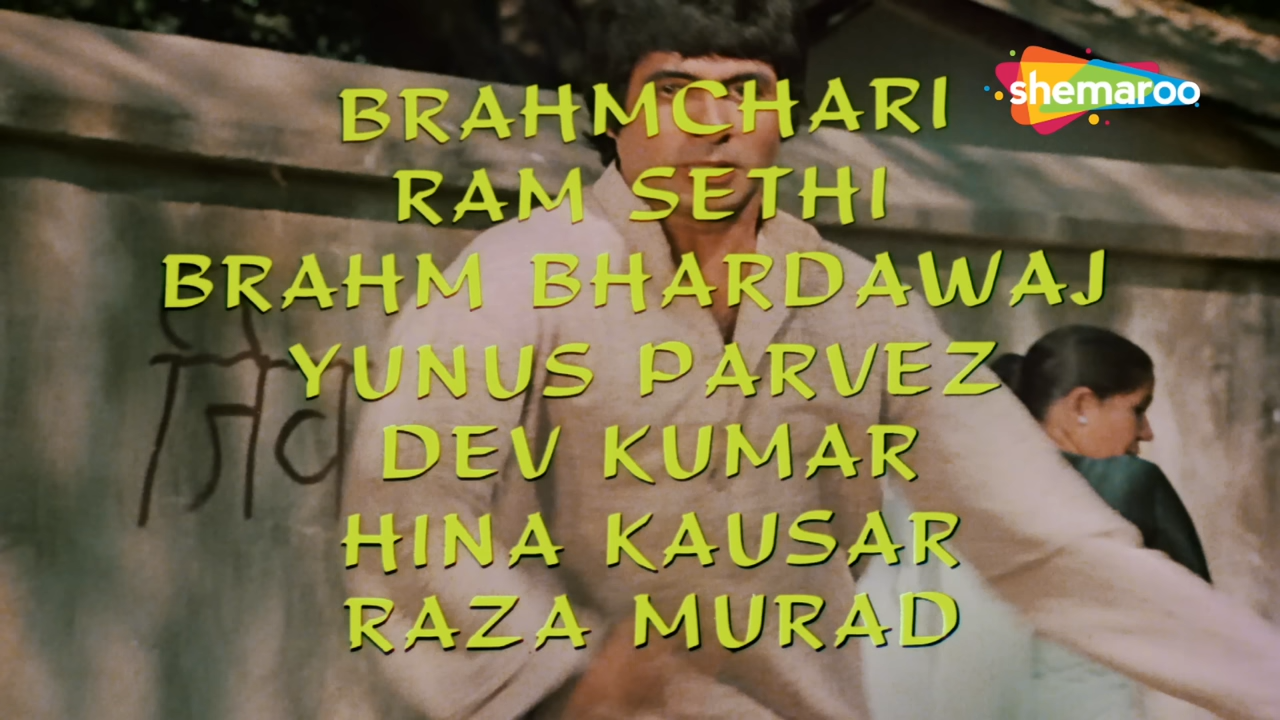 shemaroo
BRAHMCHARI
RAM SETHI
BRAHM BHARDAWAJ
YUNUS PARVEZ
DEV KUMAR
HINA KAUSAR
RAZA MURAD